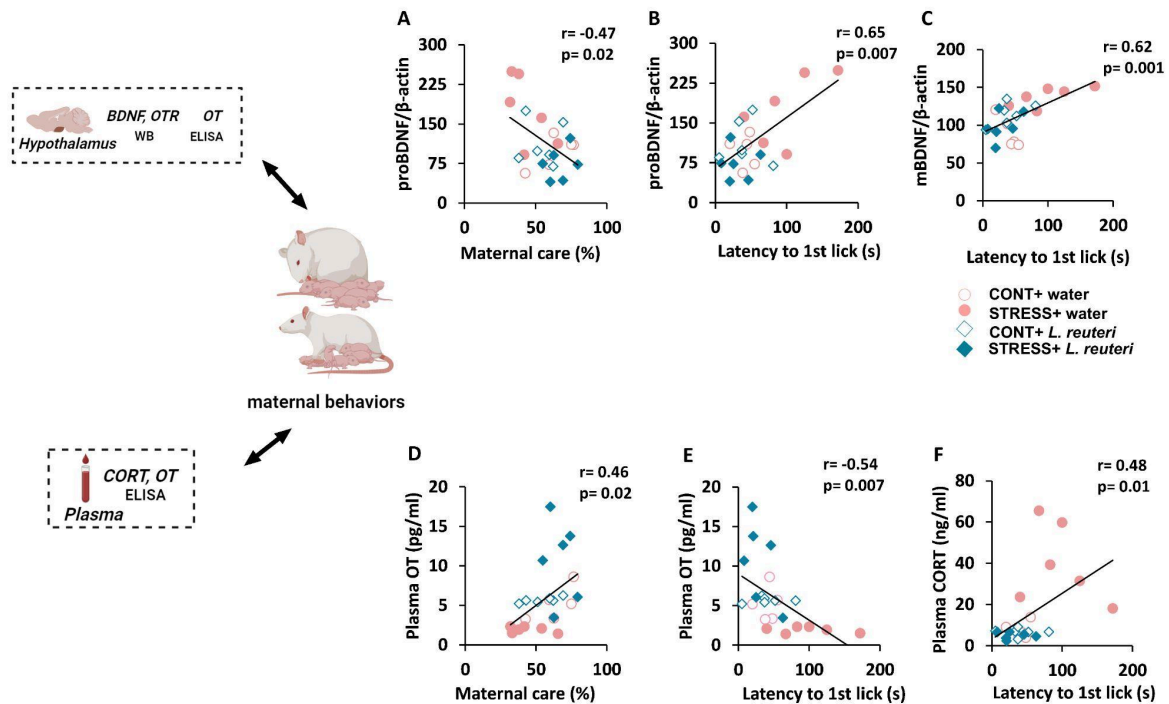 BDNF, OTR OT
WB ELISA
Hypothalamus
maternal behaviors
CORT, OT
ELISA
Plasma
A
r= -0.47
p= 0.02
proBDNF/β-actin
300
225
150
75
0
0 50 100
Maternal care (%)
B
r= 0.65
p= 0.007
proBDNF/β-actin
300
225
150
75
0
0 100 200
Latency to 1st lick (s)
C
r= 0.62
p= 0.001
mBDNF/β-actin
200
150
100
50
0
0 100 200
Latency to 1st lick (s)
CONT+ water
STRESS+ water
CONT+ L. reuteri
STRESS+ L. reuteri
D
r= 0.46
p= 0.02
Plasma OT (pg/ml)
20
15
10
5
0
0 50 100
Maternal care (%)
E
r= -0.54
p= 0.007
Plasma OT (pg/ml)
20
15
10
5
0
0 100 200
Latency to 1st lick (s)
F
r= 0.48
p= 0.01
Plasma CORT (ng/ml)
80
60
40
20
0
0 100 200
Latency to 1st lick (s)